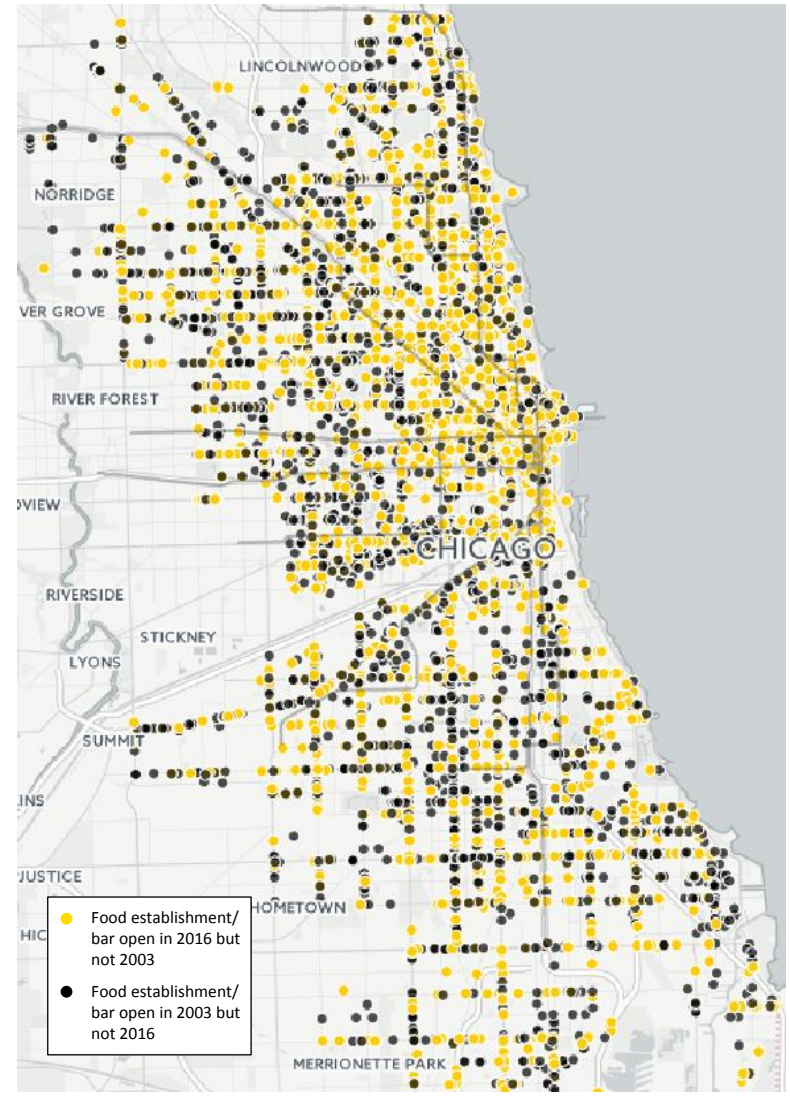 LINCOLNWOOD
NORRIDGE
VER GROVE
RIVER FOREST
VIEW
CHICAGO
RIVERSIDE
STICKNEY
LYONS
SUMMIT
INS
JUSTICE
HOMETOWN
HIC
Food establishment/
bar open in 2016 but
not 2003
Food establishment/
bar open in 2003 but
not 2016
MERRIONETTE PARK